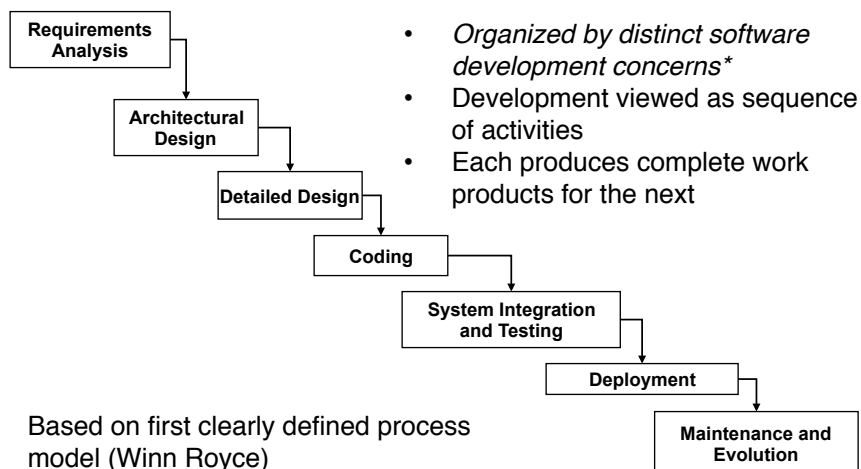 Requirements
Analysis
• Organized by distinct software
development concerns*
• Development viewed as sequence
of activities
• Each produces complete work
products for the next
Architectural
Design
Detailed Design
Coding
System Integration
and Testing
Deployment
Maintenance and
Evolution
Based on first clearly defined process
model (Winn Royce)